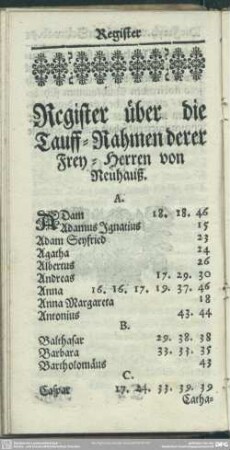 Register
Register über die
Tauff-Nahmen derer
Frey-Herren von
Neuhauß.
A.
ADam 18. 18. 46
Adamus Ignatius 15
Adam Seyfried 23
Agatha 24
Albertus 26
Andreas 17. 29. 30
Anna 16. 16. 17. 19. 37. 46
Anna Margareta 18
Antonius 43. 44
B.
Balthasar 29. 38. 38
Barbara 33. 33. 35
Bartholomäus 43
C.
Caspar 17. 24. 33. 39. 39
Catha-